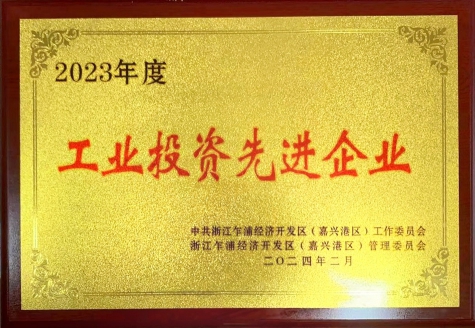 2023年度
工业投资先进企业
中共浙江乍浦经济开发区（嘉兴港区）工作委员会
浙江乍浦经济开发区（嘉兴港区）管理委员会
二〇二四年二月